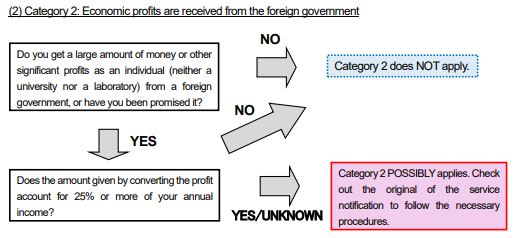 (2) Category 2: Economic profits are received from the foreign government
NO
Do you get a large amount of money or other
significant profits as an individual (neither a
university nor a laboratory) from a foreign
government, or have you been promised it?
Category 2 does NOT apply.
NO
YES
Does the amount given by converting the profit
account for 25% or more of your annual
income?
YES/UNKNOWN
Category 2 POSSIBLY applies. Check
out the original of the service
notification to follow the necessary
procedures.